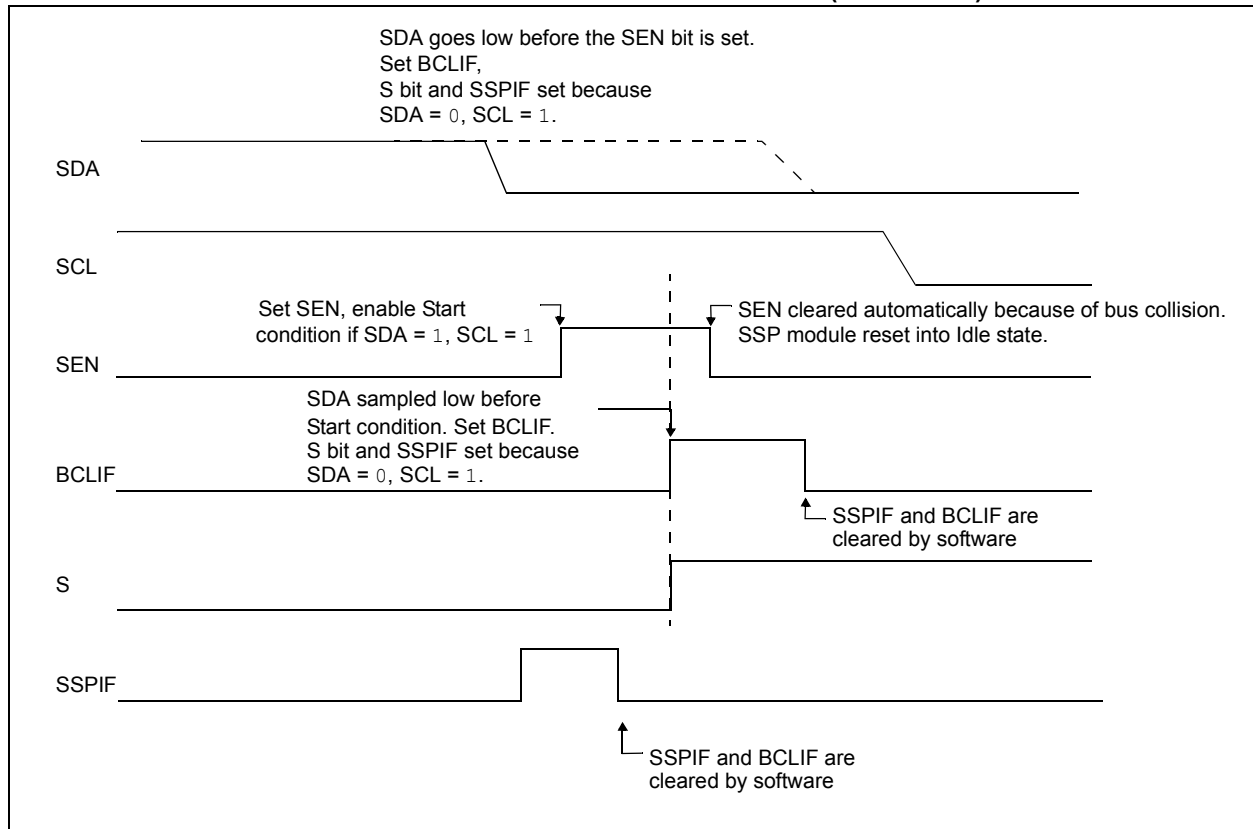 SDA goes low before the SEN bit is set.
Set BCLIF,
S bit and SSPIF set because
SDA = 0, SCL = 1.
SDA
SCL
Set SEN, enable Start
condition if SDA = 1, SCL = 1
SEN cleared automatically because of bus collision.
SSP module reset into Idle state.
SEN
SDA sampled low before
Start condition. Set BCLIF.
S bit and SSPIF set because
SDA = 0, SCL = 1.
BCLIF
SSPIF and BCLIF are
cleared by software
S
SSPIF
SSPIF and BCLIF are
cleared by software